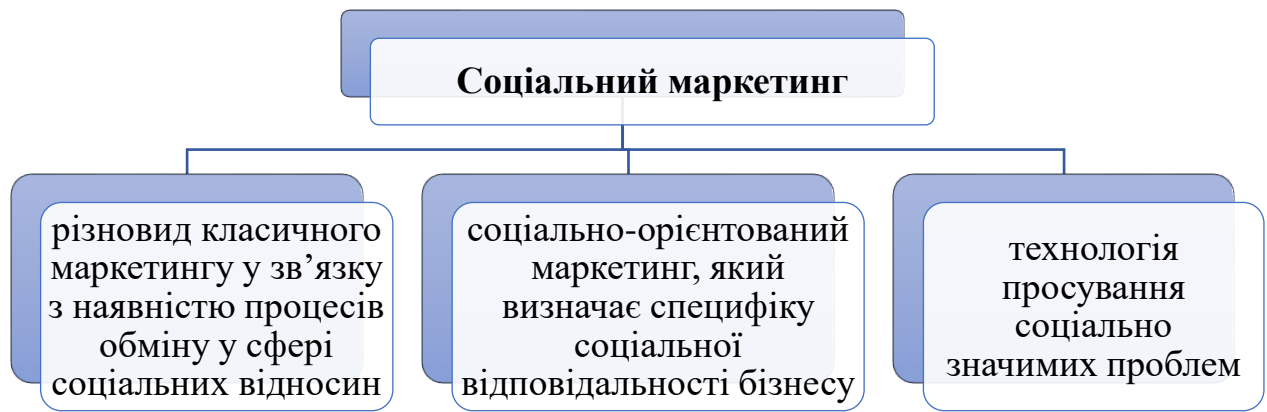 Соціальний маркетинг
різновид класичного
маркетингу у зв’язку
з наявністю процесів
обміну у сфері
соціальних відносин
соціально-орієнтований
маркетинг, який
визначає специфіку
соціальної
відповідальності бізнесу
технологія
просування
соціально
значимих проблем